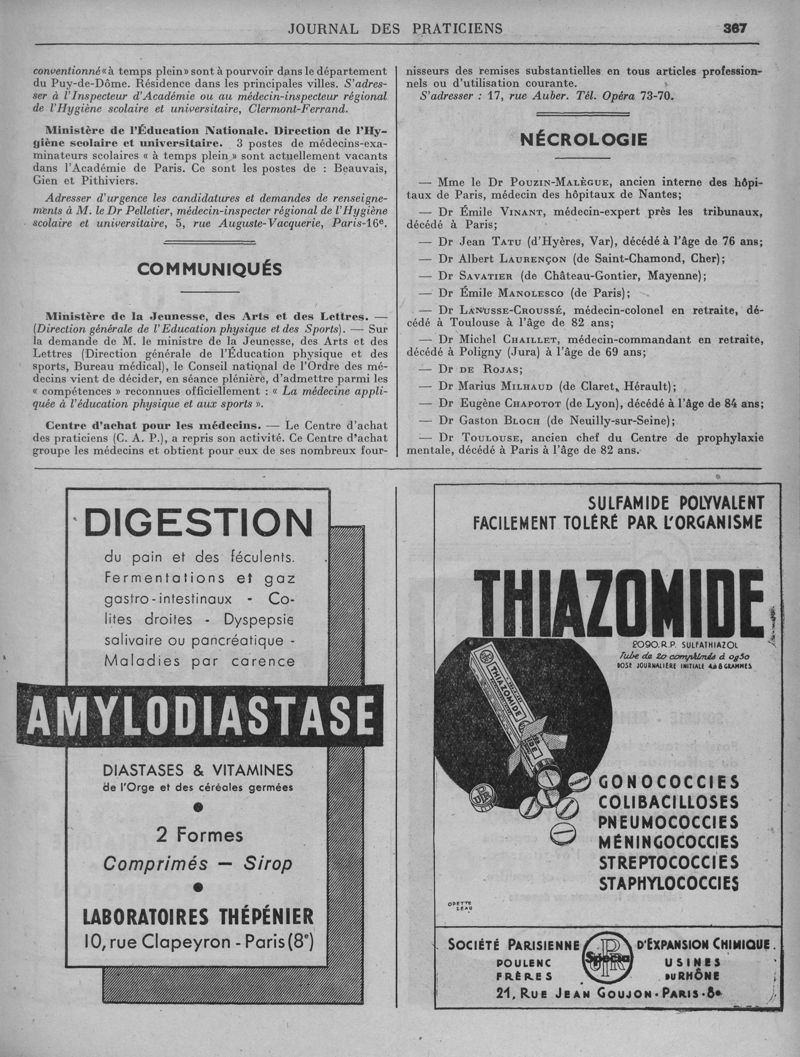 JOURNAL DES PRATICIENS 367
conventionné « à temps plein » sont à pourvoir dans le département
du Puy-de-Dôme. Résidence dans les principales villes. S'adres-
ser à l'Inspecteur d'Académie ou au médecin-inspecteur régional
de l'Hygiène scolaire et universitaire, Clermont-Ferrand.
Ministère de l'Éducation Nationale. Direction de l'Hy-
giène scolaire et universitaire. 3 postes de médecins-exa-
minateurs scolaires « à temps plein » sont actuellement vacants
dans l'Académie de Paris. Ce sont les postes de : Beauvais,
Gien et Pithiviers.
Adresser d'urgence les candidatures et demandes de renseigne-
ments à M. le Dr Pelletier, médecin-inspecter régional de l'Hygiène
scolaire et universitaire, 5, rue Auguste-Vacquerie, Paris-16e.
COMMUNIQUÉS
Ministère de la Jeunesse, des Arts et des Lettres. —
(Direction générale de l'Education physique et des Sports). — Sur
la demande de M. le ministre de la Jeunesse, des Arts et des
Lettres (Direction générale de l'Éducation physique et des
sports, Bureau médical), le Conseil national de l'Ordre des mé-
decins vient de décider, en séance plénière, d'admettre parmi les
« compétences » reconnues officiellement : « La médecine appli-
quée à l'éducation physique et aux sports ».
Centre d'achat pour les médecins. — Le Centre d'achat
des praticiens (C. A. P.), a repris son activité. Ce Centre d'achat
groupe les médecins et obtient pour eux de ses nombreux four-
nisseurs des remises substantielles en tous articles profession-
nels ou d'utilisation courante.
S'adresser : 17, rue Auber. Tél. Opéra 73-70.
NÉCROLOGIE
— Mme le Dr Pouzin-Malègue, ancien interne des hôpi-
taux de Paris, médecin des hôpitaux de Nantes;
— Dr Émile Vinant, médecin-expert près les tribunaux,
décédé à Paris;
— Dr Jean Tatu (d'Hyères, Var), décédé à l'âge de 76 ans;
— Dr Albert Laurençon (de Saint-Chamond, Cher);
— Dr Savatier (de Château-Gontier, Mayenne);
— Dr Émile Manolesco (de Paris);
— Dr Lanusse-Croussé, médecin-colonel en retraite, dé-
cédé à Toulouse à l'âge de 82 ans;
— Dr Michel Chaillet, médecin-commandant en retraite,
décédé à Poligny (Jura) à l'âge de 69 ans;
— Dr de Rojas;
— Dr Marius Milhaud (de Claret, Hérault);
— Dr Eugène Chapotot (de Lyon), décédé à l'âge de 84 ans;
— Dr Gaston Bloch (de Neuilly-sur-Seine);
— Dr Toulouse, ancien chef du Centre de prophylaxie
mentale, décédé à Paris à l'âge de 82 ans.
DIGESTION
du pain et des féculents.
Fermentations et gaz
gastro-intestinaux - Co-
lites droites - Dyspepsie
salivaire ou pancréatique -
Maladies par carence
AMYLODIASTASE
DIASTASES & VITAMINES
de l'Orge et des céréales germées
2 Formes
Comprimés — Sirop
LABORATOIRES THÉPÉNIER
10, rue Clapeyron - Paris (8e)
SULFAMIDE POLYVALENT
FACILEMENT TOLÉRÉ PAR L'ORGANISME
THIAZOMIDE
2090. R.P. SULFATHIAZOL
Tube de 20 comprimés à 0g50
DOSE JOURNALIÈRE INITIALE 4 à 8 GRAMMES
THIAZOMIDE
GONOCOCCIES
COLIBACILLOSES
PNEUMOCOCCIES
MÉNINGOCOCCIES
STREPTOCOCCIES
STAPHYLOCOCCIES
ODETTE
LEAU
SOCIÉTÉ PARISIENNE D'EXPANSION CHIMIQUE
Specia
POULENC USINES
FRÈRES DU RHÔNE
21, RUE JEAN GOUJON · PARIS · 8e